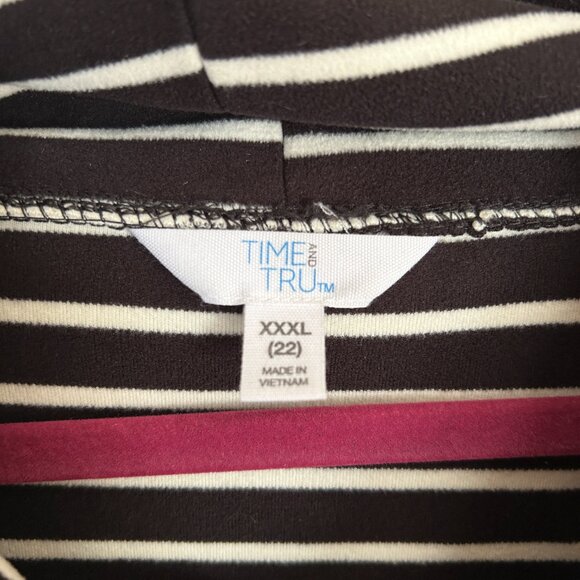 TIME AND
TRU™
XXXL
(22)
MADE IN
VIETNAM